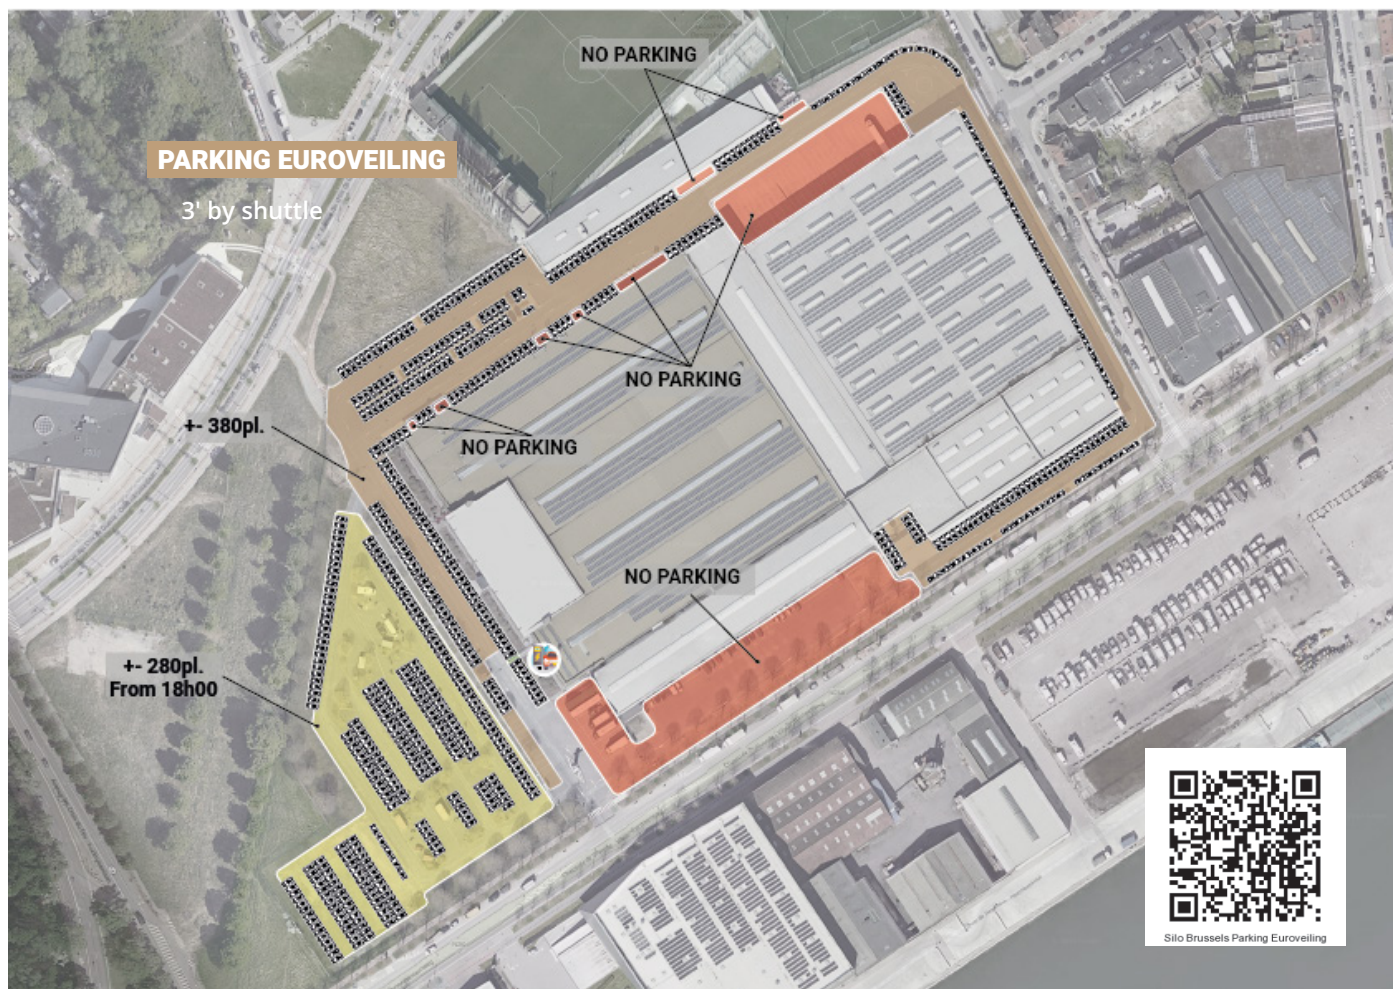 NO PARKING
PARKING EUROVEILING
3' by shuttle
NO PARKING
+- 380pl.
NO PARKING
NO PARKING
+- 280pl.
From 18h00
Silo Brussels Parking Euroveiling